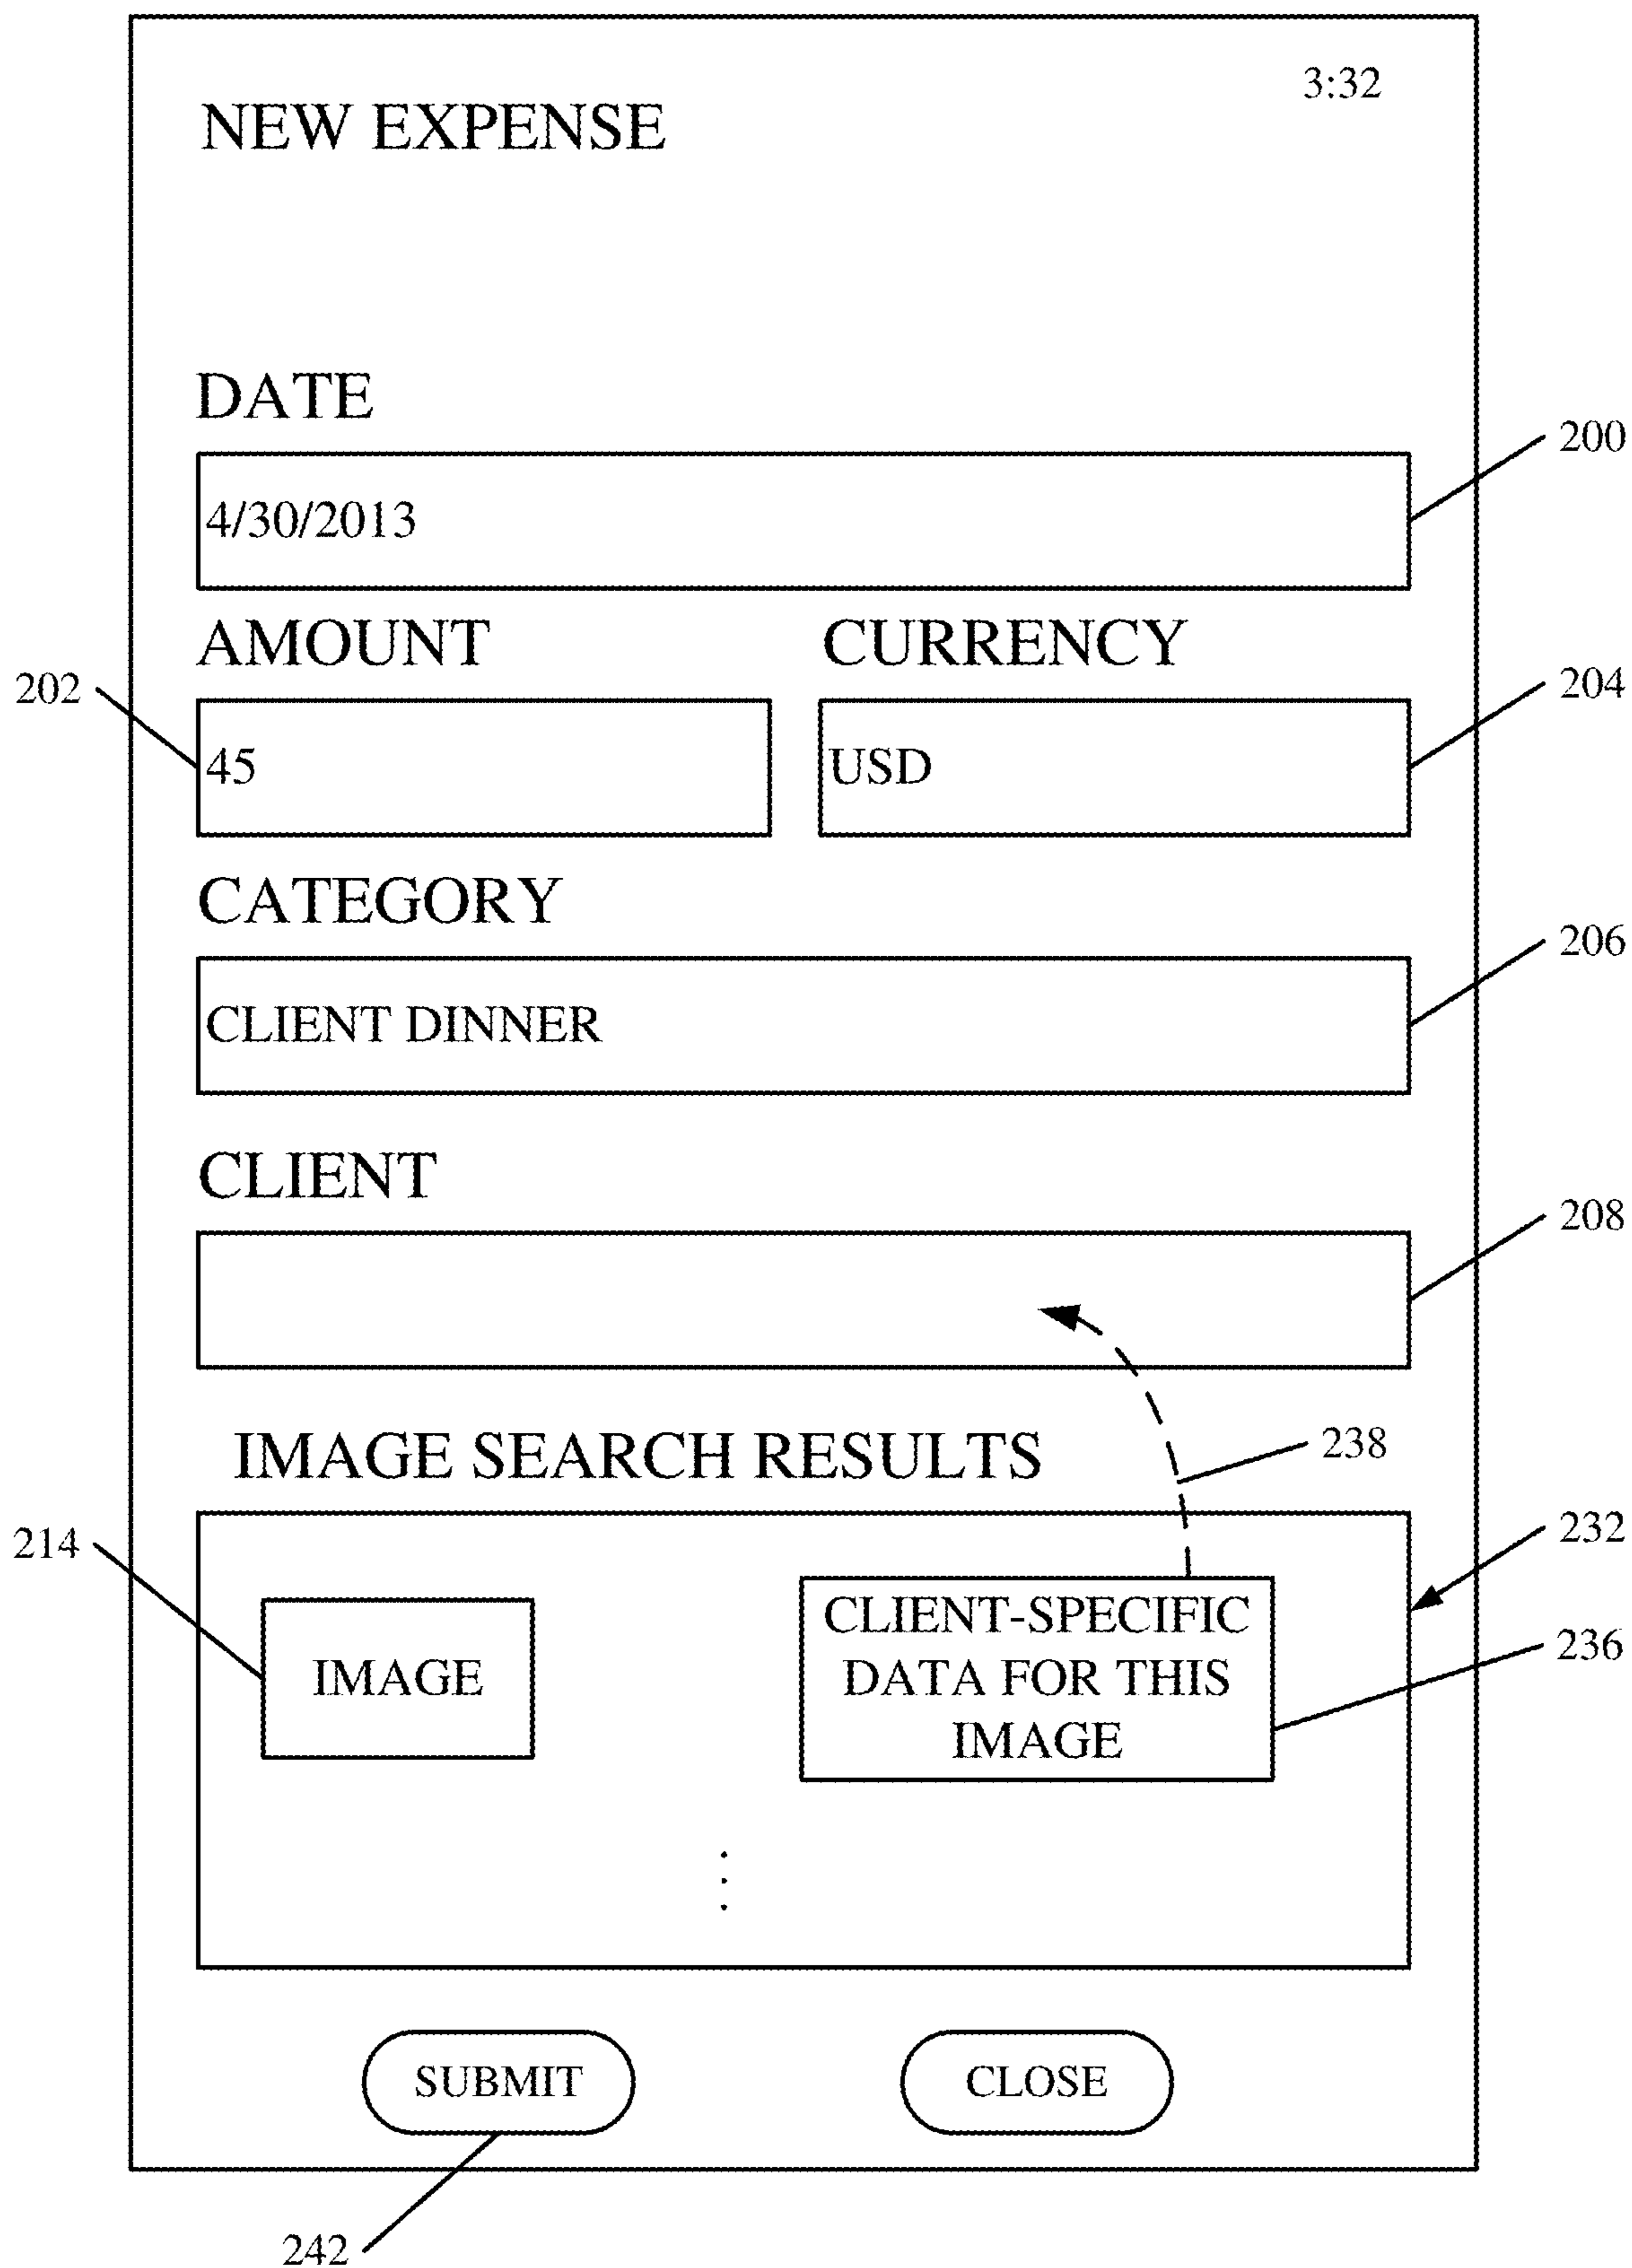 3:32
NEW EXPENSE
DATE
200
4/30/2013
AMOUNT
CURRENCY
202
204
45
USD
CATEGORY
206
CLIENT DINNER
CLIENT
208
IMAGE SEARCH RESULTS
238
214
232
IMAGE
CLIENT-SPECIFIC
DATA FOR THIS
IMAGE
236
SUBMIT
CLOSE
242